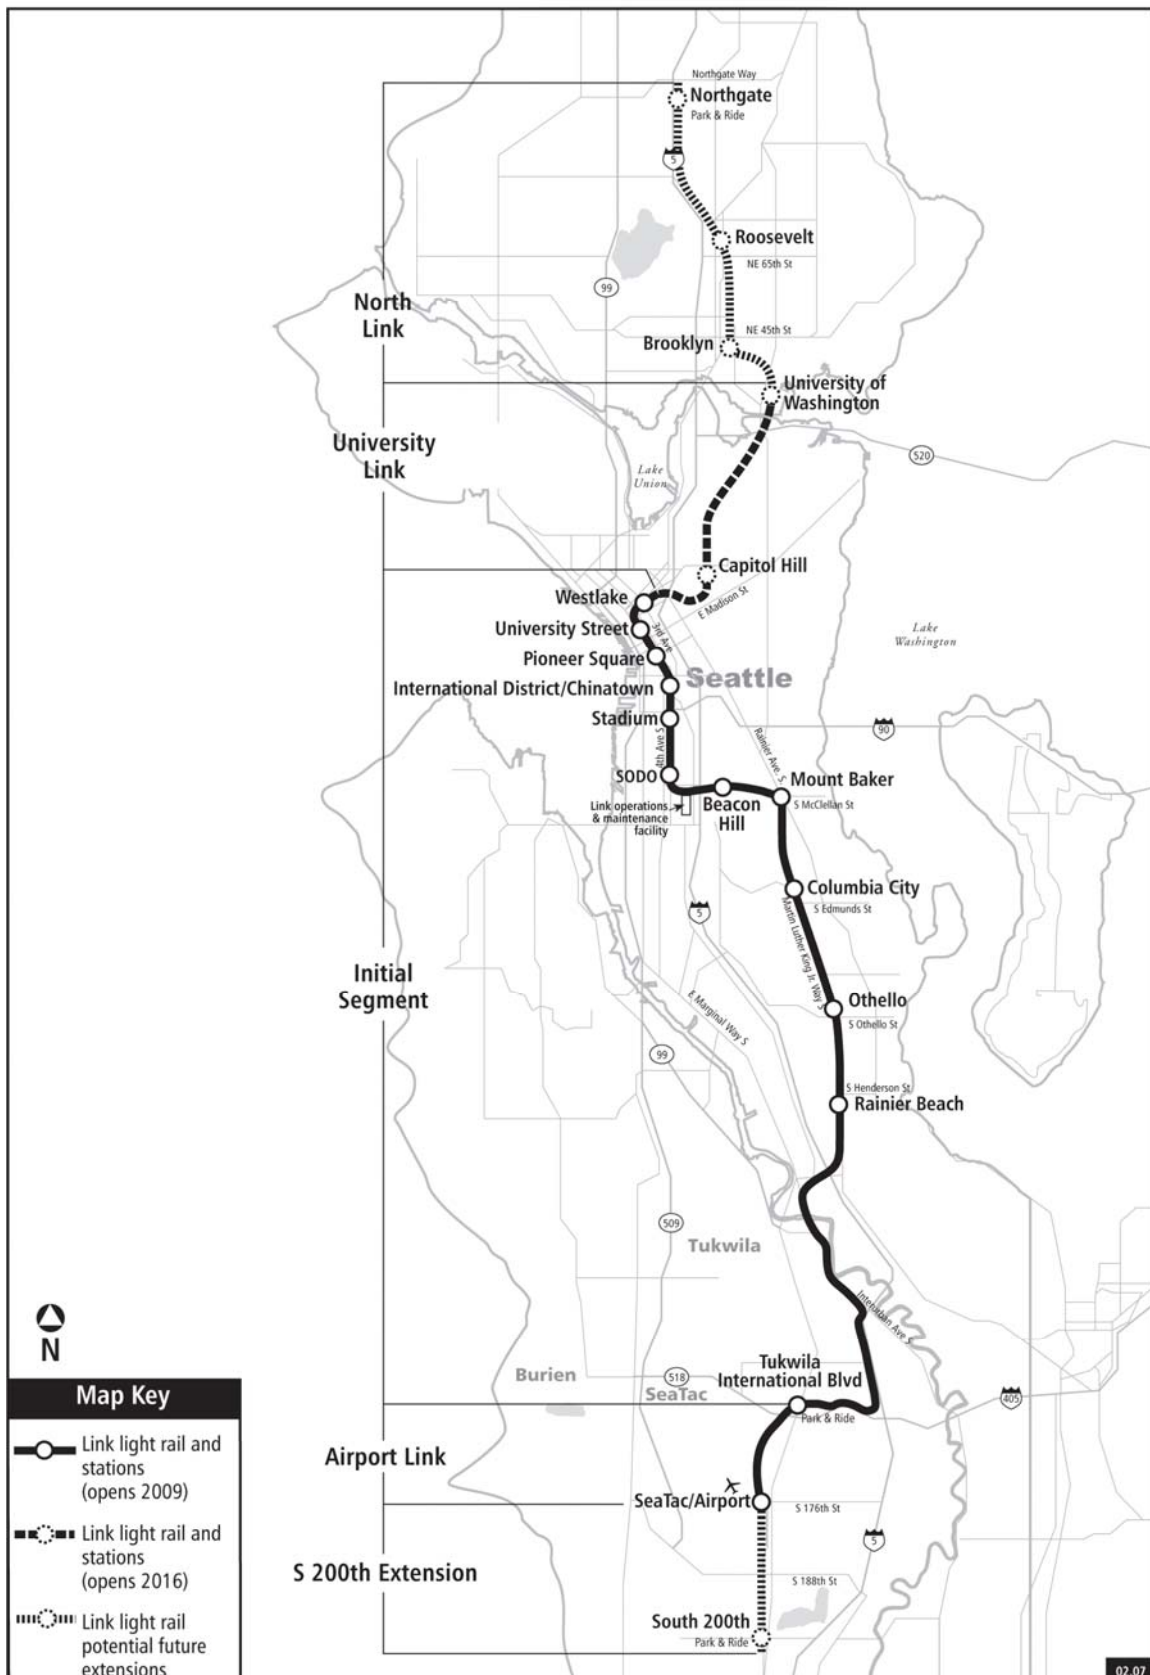 Northgate Way
Northgate
Park & Ride
5
Roosevelt
NE 65th St
99
North
Link
NE 45th St
Brooklyn
University of
Washington
University
Link
520
Lake
Union
Capitol Hill
Westlake
E Madison St
University Street
3rd Ave
Lake
Washington
Pioneer Square
Seattle
International District/Chinatown
Stadium
4th Ave S
Rainier Ave. S.
90
SODO
Mount Baker
S McClellan St
Beacon
Hill
Link operations
& maintenance
facility
Columbia City
S Edmunds St
5
Martin Luther King Jr. Way S
Initial
Segment
Othello
S Othello St
E Marginal Way S
99
S Henderson St
Rainier Beach
509
Tukwila
Interurban Ave S
N
Tukwila
International Blvd
Burien
518
SeaTac
405
Park & Ride
Map Key
Link light rail and
stations
(opens 2009)
Link light rail and
stations
(opens 2016)
Link light rail
potential future
extensions
Airport Link
SeaTac/Airport
S 176th St
5
S 200th Extension
S 188th St
South 200th
Park & Ride
02.07